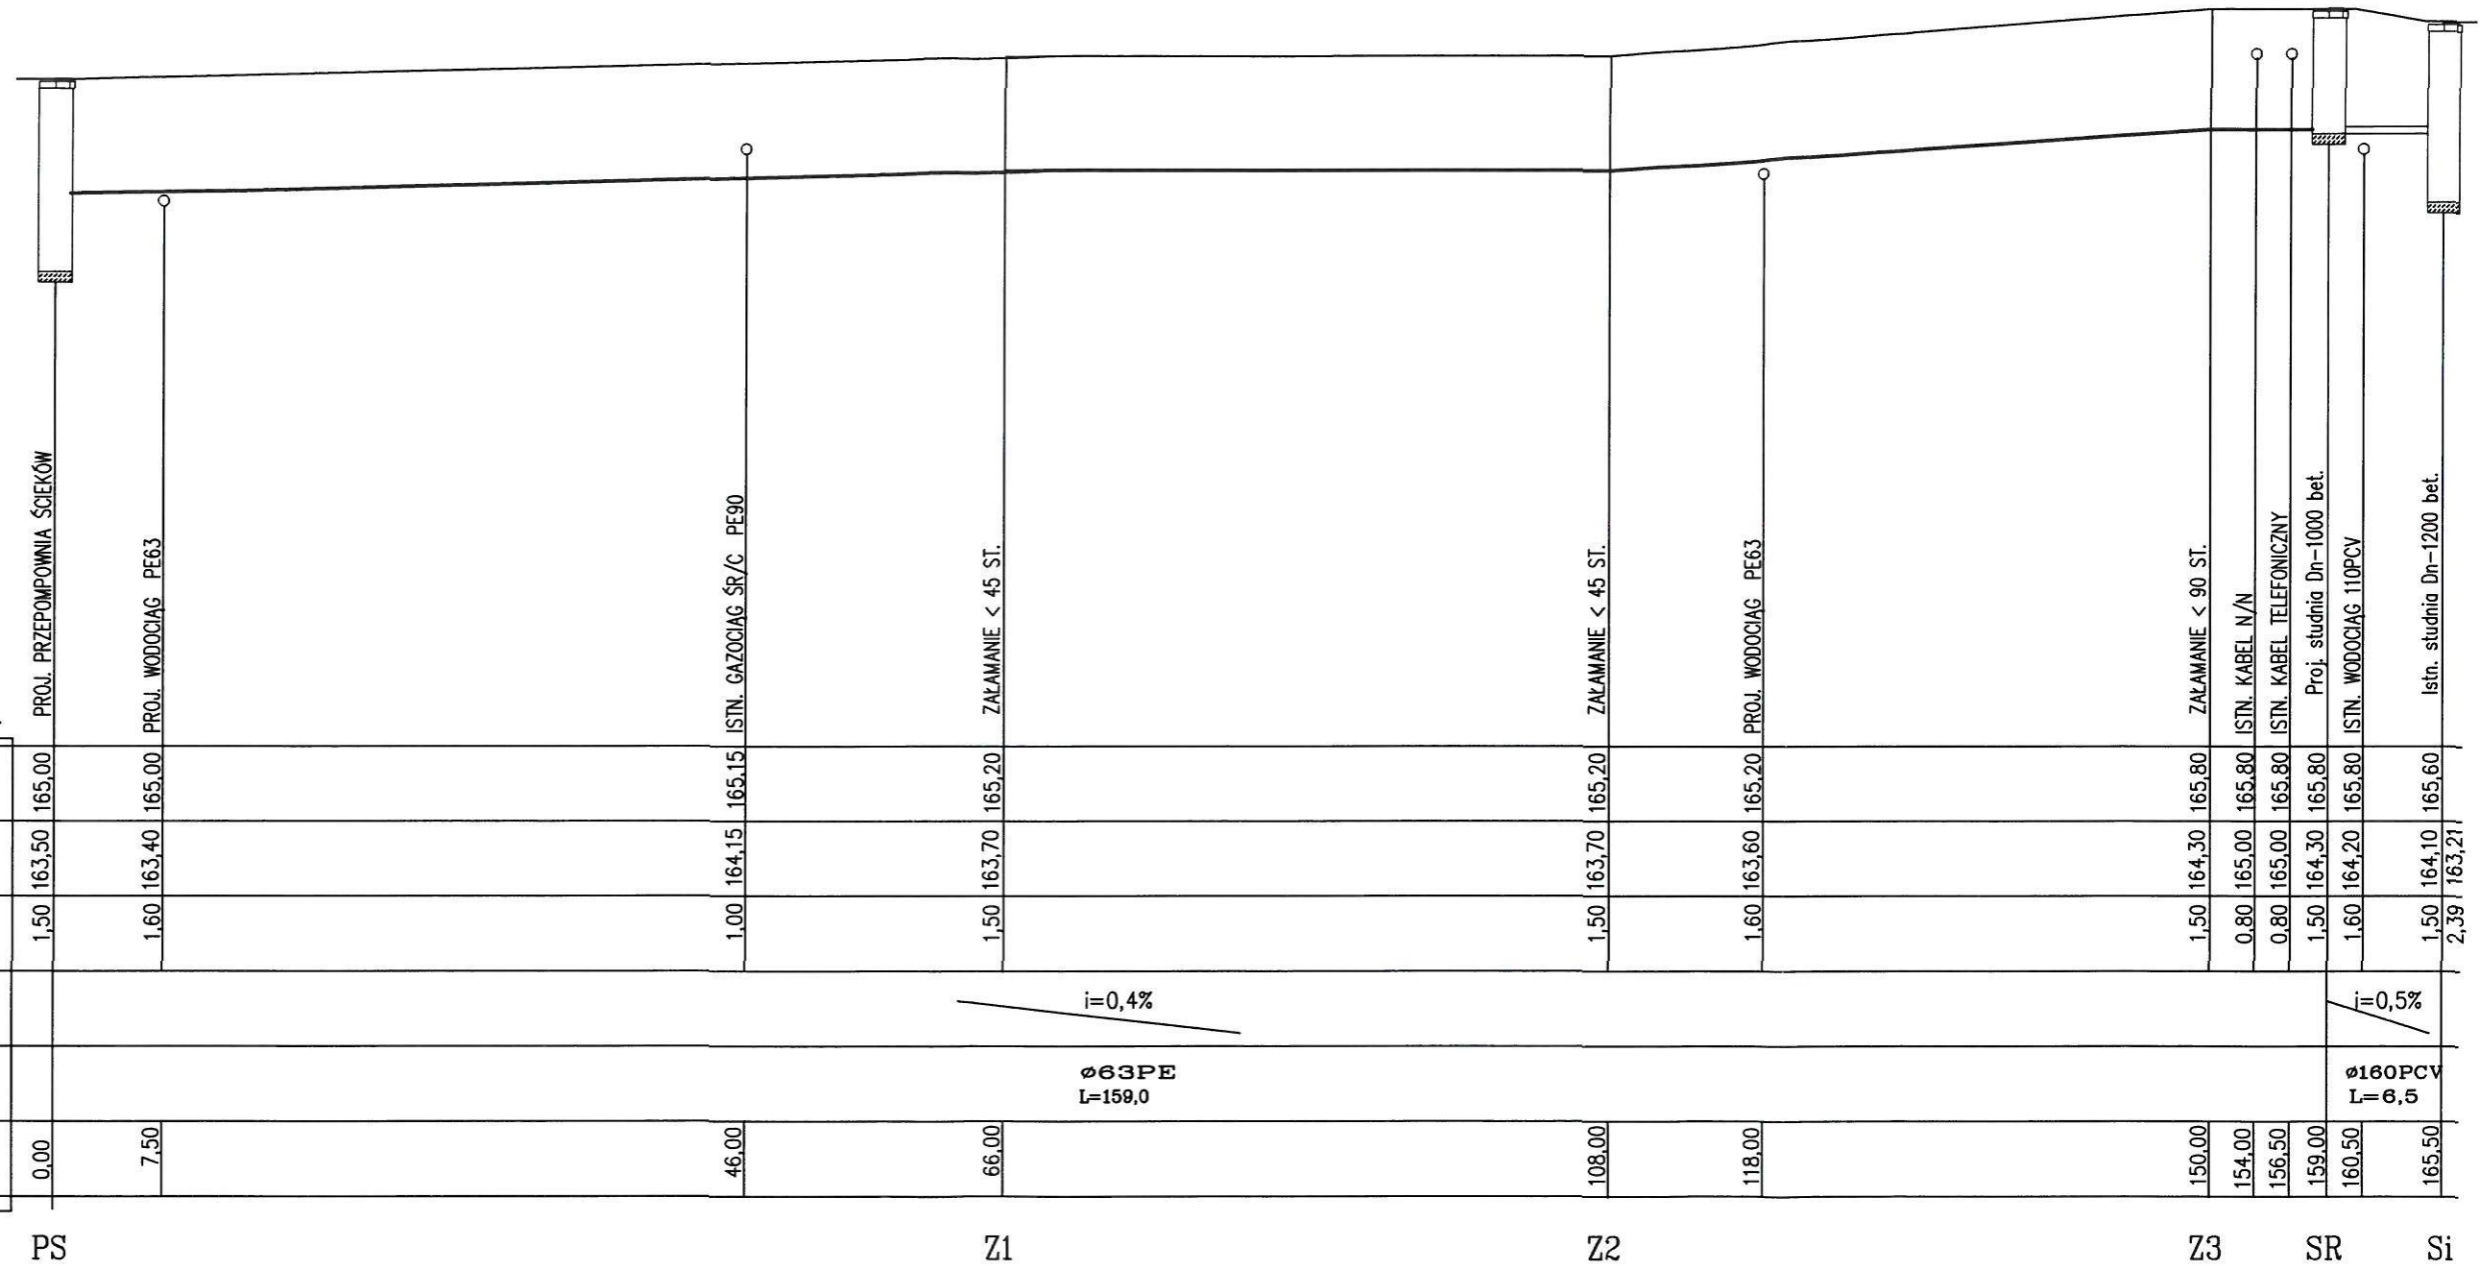 PROJ. PRZEPOMPOWNIA ŚCIEKÓW
PROJ. WODOCIĄG PE63
ISTN. GAZOCIĄG ŚR/C PE90
ZAŁAMANIE < 45 ST.
ZAŁAMANIE < 45 ST.
PROJ. WODOCIĄG PE63
ZAŁAMANIE < 90 ST.
ISTN. KABEL N/N
ISTN. KABEL TELEFONICZNY
Proj. studnia Dn-1000 bet.
ISTN. WODOCIĄG 110PCV
Istn. studnia Dn-1200 bet.
165,00 165,00 165,15 165,20 165,20 165,20 165,80 165,80 165,80 165,80 165,80 165,60
163,50 163,40 164,15 163,70 163,70 163,60 164,30 165,00 165,00 164,30 164,20 164,10 163,21
1,50 1,60 1,00 1,50 1,50 1,60 1,50 0,80 0,80 1,50 1,60 1,50 2,39
i=0,4% i=0,5%
ø63PE ø160PCV
L=159,0 L=6,5
0,00 7,50 46,00 66,00 108,00 118,00 150,00 154,00 156,50 159,00 160,50 165,50
PS Z1 Z2 Z3 SR Si